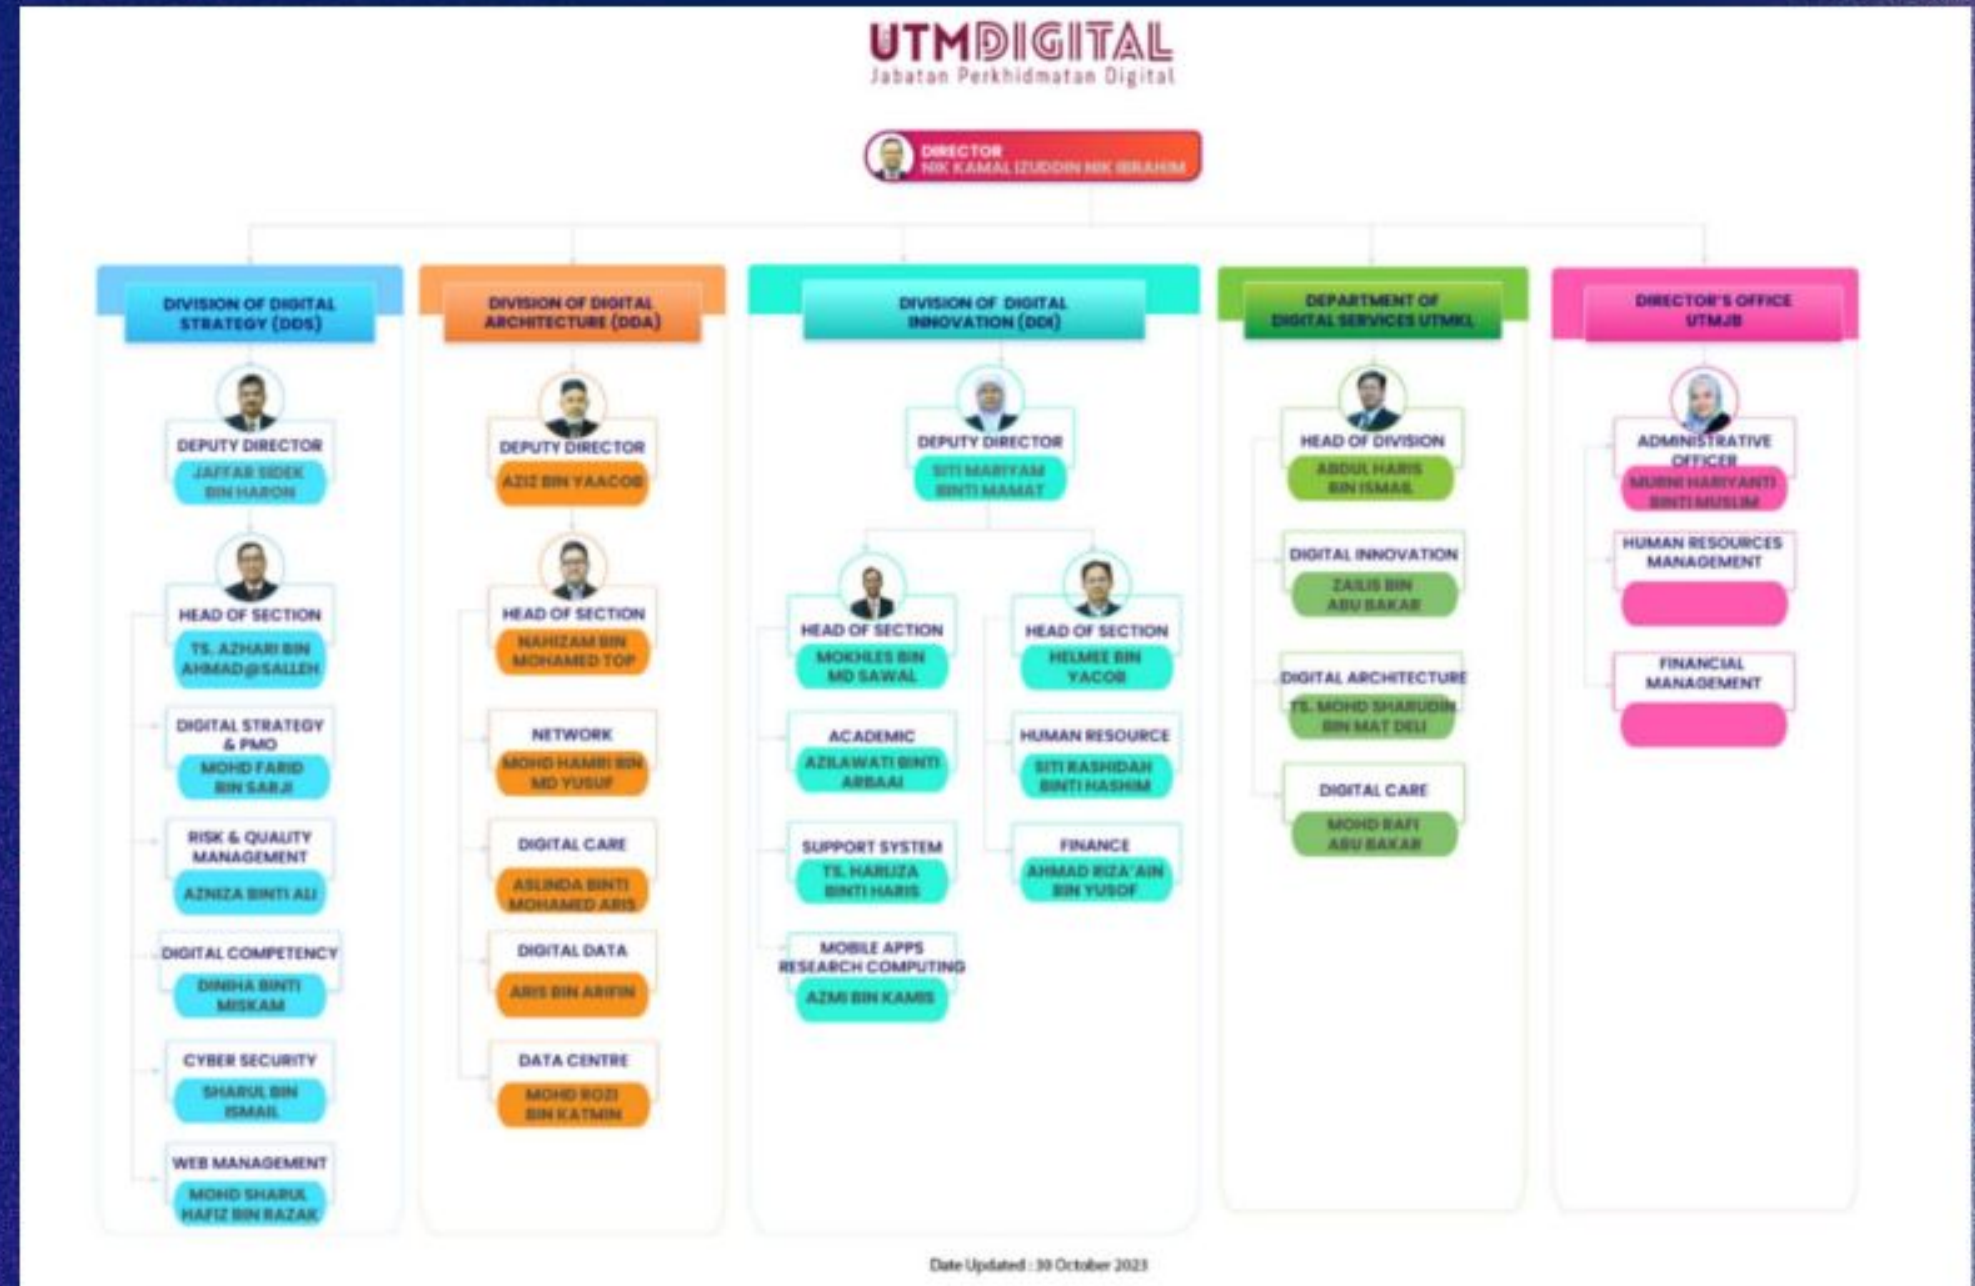 UTMDIGITAL
Jabatan Perkhidmatan Digital
DIRECTOR
NIK KAMAL IZUDDIN NIK IBRAHIM
DIVISION OF DIGITAL
STRATEGY (DDS)
DEPUTY DIRECTOR
JAFFAR SIDEK
BIN HARON
HEAD OF SECTION
TS. AZHARI BIN
AHMAD@SALLEH
DIGITAL STRATEGY
& PMO
MOHD FARID
BIN SARJI
RISK & QUALITY
MANAGEMENT
AZNIZA BINTI ALI
DIGITAL COMPETENCY
DINIHA BINTI
MISKAM
CYBER SECURITY
SHARUL BIN
ISMAIL
WEB MANAGEMENT
MOHD SHARUL
HAFIZ BIN RAZAK
DIVISION OF DIGITAL
ARCHITECTURE (DDA)
DEPUTY DIRECTOR
AZIZ BIN YAACOB
HEAD OF SECTION
NAHIZAM BIN
MOHAMED TOP
NETWORK
MOHD HAMRI BIN
MD YUSUF
DIGITAL CARE
ASLINDA BINTI
MOHAMED ARIS
DIGITAL DATA
ARIS BIN ARIFIN
DATA CENTRE
MOHD ROZI
BIN KATMIN
DIVISION OF DIGITAL
INNOVATION (DDI)
DEPUTY DIRECTOR
SITI MARIYAM
BINTI MAMAT
HEAD OF SECTION
MOKHLES BIN
MD SAWAL
ACADEMIC
AZILAWATI BINTI
ARBAAI
SUPPORT SYSTEM
TS. HARLIZA
BINTI HARIS
MOBILE APPS
RESEARCH COMPUTING
AZMI BIN KAMIS
HEAD OF SECTION
HELMEE BIN
YACOB
HUMAN RESOURCE
SITI RASHIDAH
BINTI HASHIM
FINANCE
AHMAD RIZA'AIN
BIN YUSOF
DEPARTMENT OF
DIGITAL SERVICES UTMKL
HEAD OF DIVISION
ABDUL HARIS
BIN ISMAIL
DIGITAL INNOVATION
ZAILIS BIN
ABU BAKAR
DIGITAL ARCHITECTURE
TS. MOHD SHARUDIN
BIN MAT DELI
DIGITAL CARE
MOHD RAFI
ABU BAKAR
DIRECTOR'S OFFICE
UTMJB
ADMINISTRATIVE
OFFICER
MURNI HARIYANTI
BINTI MUSLIM
HUMAN RESOURCES
MANAGEMENT
FINANCIAL
MANAGEMENT
Date Updated : 30 October 2023